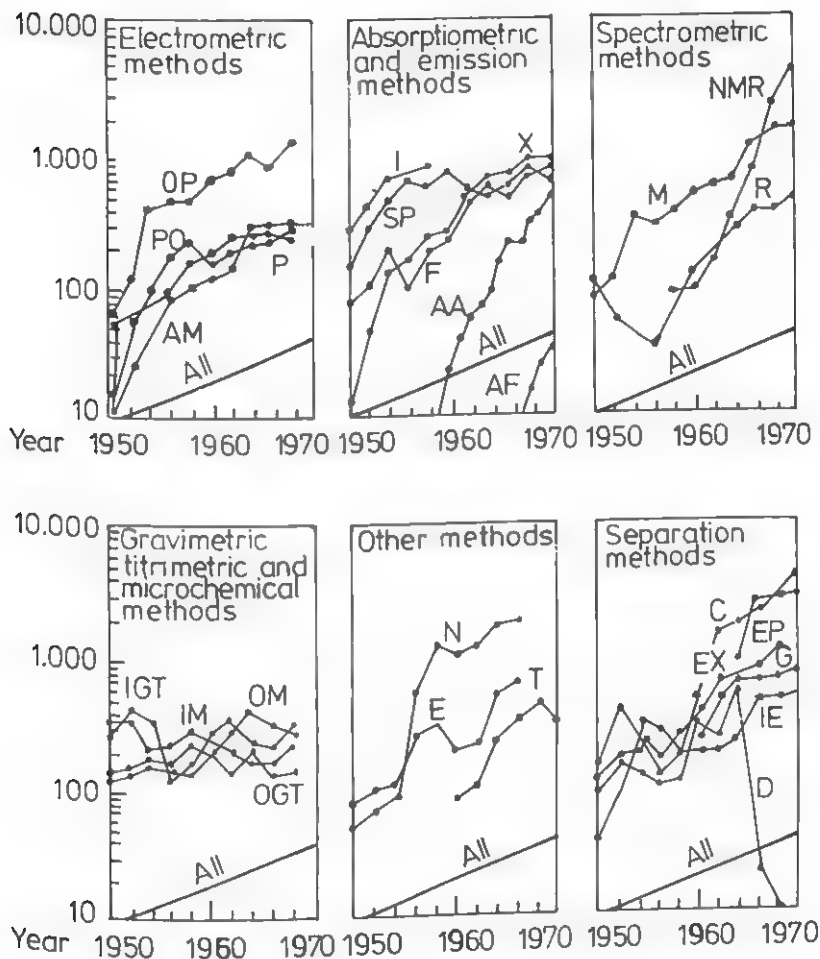 10.000
1.000
100
10
Electrometric
methods
OP
PO
P
AM
All
Absorptiometric
and emission
methods
I
X
SP
F
AA
All
AF
Spectrometric
methods
NMR
M
R
All
Year 1950 1960 1970 1950 1960 1970 1950 1960 1970
10.000
1.000
100
10
Gravimetric
titrimetric and
microchemical
methods
IGT
IM
OM
OGT
All
Other methods
N
E
T
All
Separation
methods
C
EP
EX
G
IE
D
All
Year 1950 1960 1970 1950 1960 1970 1950 1960 1970